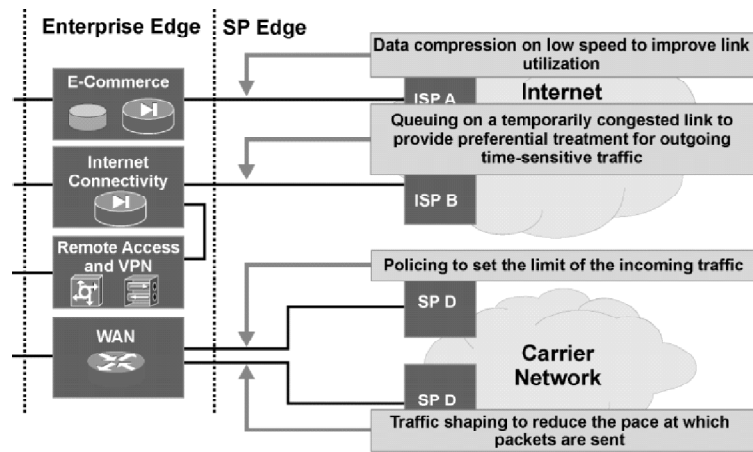 Enterprise Edge
SP Edge
Data compression on low speed to improve link
utilization
E-Commerce
ISP A
Internet
Queuing on a temporarily congested link to
provide preferential treatment for outgoing
time-sensitive traffic
Internet
Connectivity
ISP B
Remote Access
and VPN
Policing to set the limit of the incoming traffic
SP D
WAN
Carrier
Network
SP D
Traffic shaping to reduce the pace at which
packets are sent